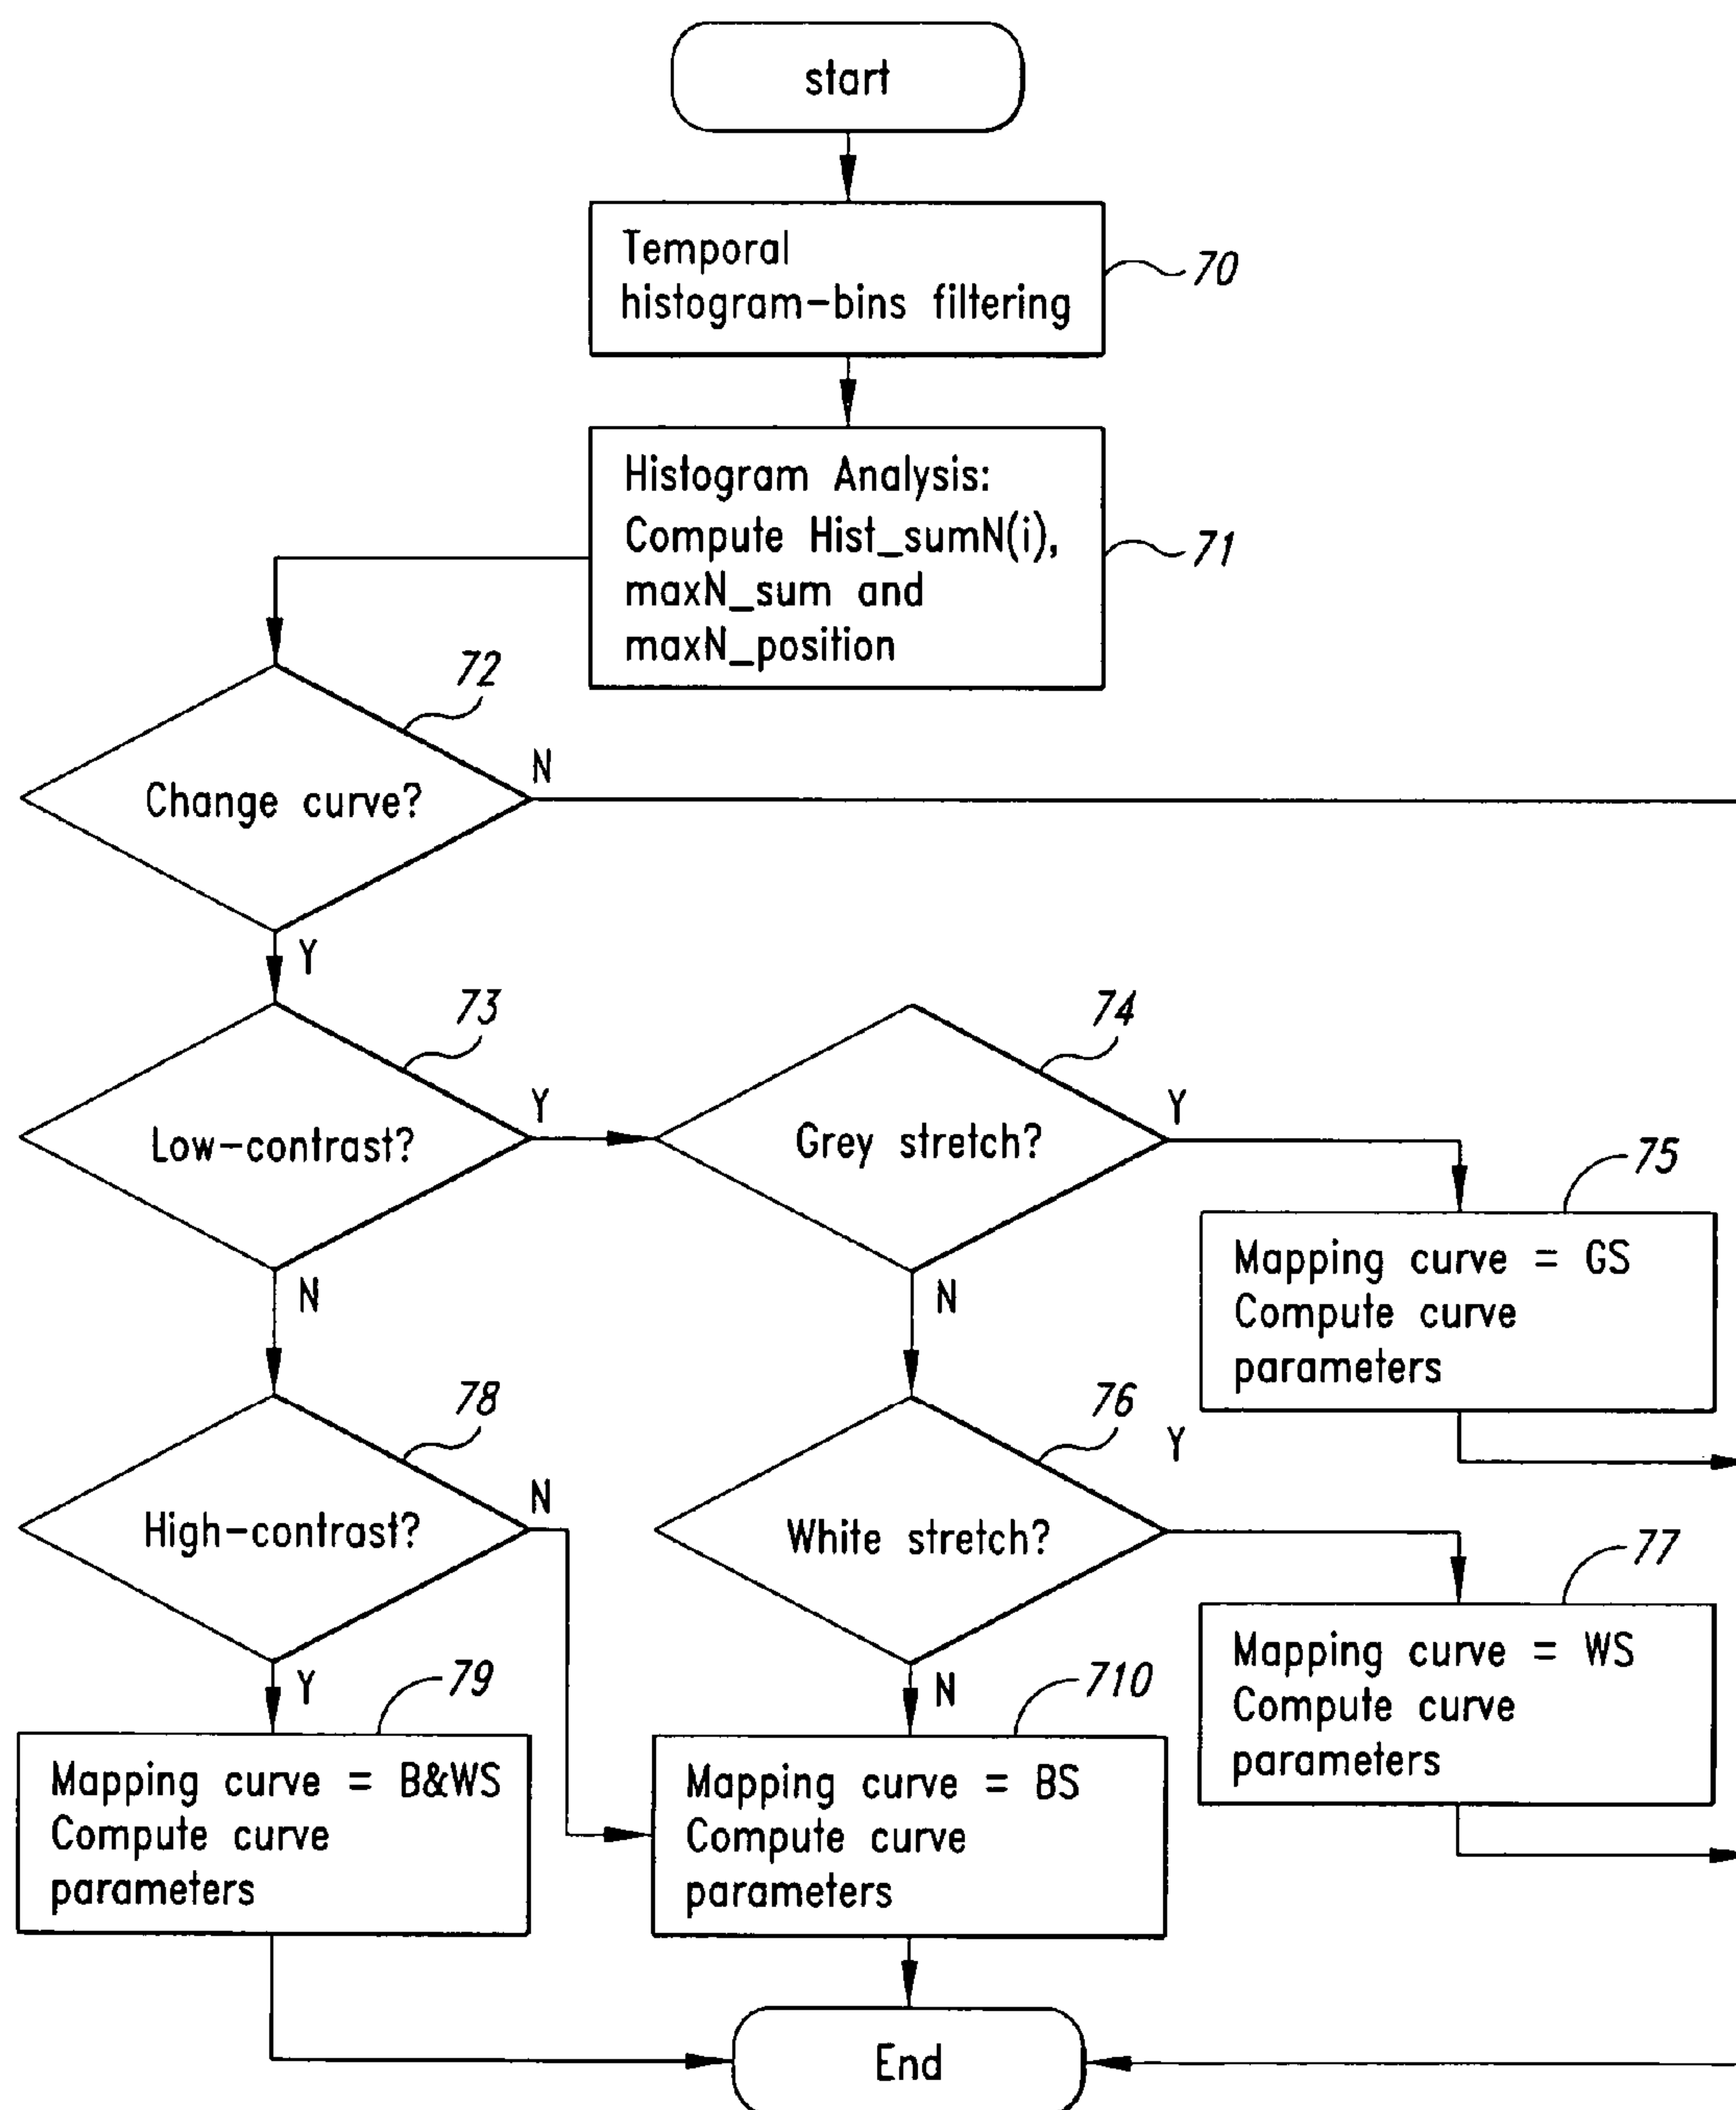 start
Temporal
histogram-bins filtering
70
Histogram Analysis:
Compute Hist_sumN(i),
maxN_sum and
maxN_position
71
72
Change curve?
N
Y
73
Low-contrast?
Y
N
74
Grey stretch?
Y
N
75
Mapping curve = GS
Compute curve
parameters
78
High-contrast?
N
Y
76
White stretch?
Y
N
77
Mapping curve = WS
Compute curve
parameters
79
Mapping curve = B&WS
Compute curve
parameters
710
Mapping curve = BS
Compute curve
parameters
End